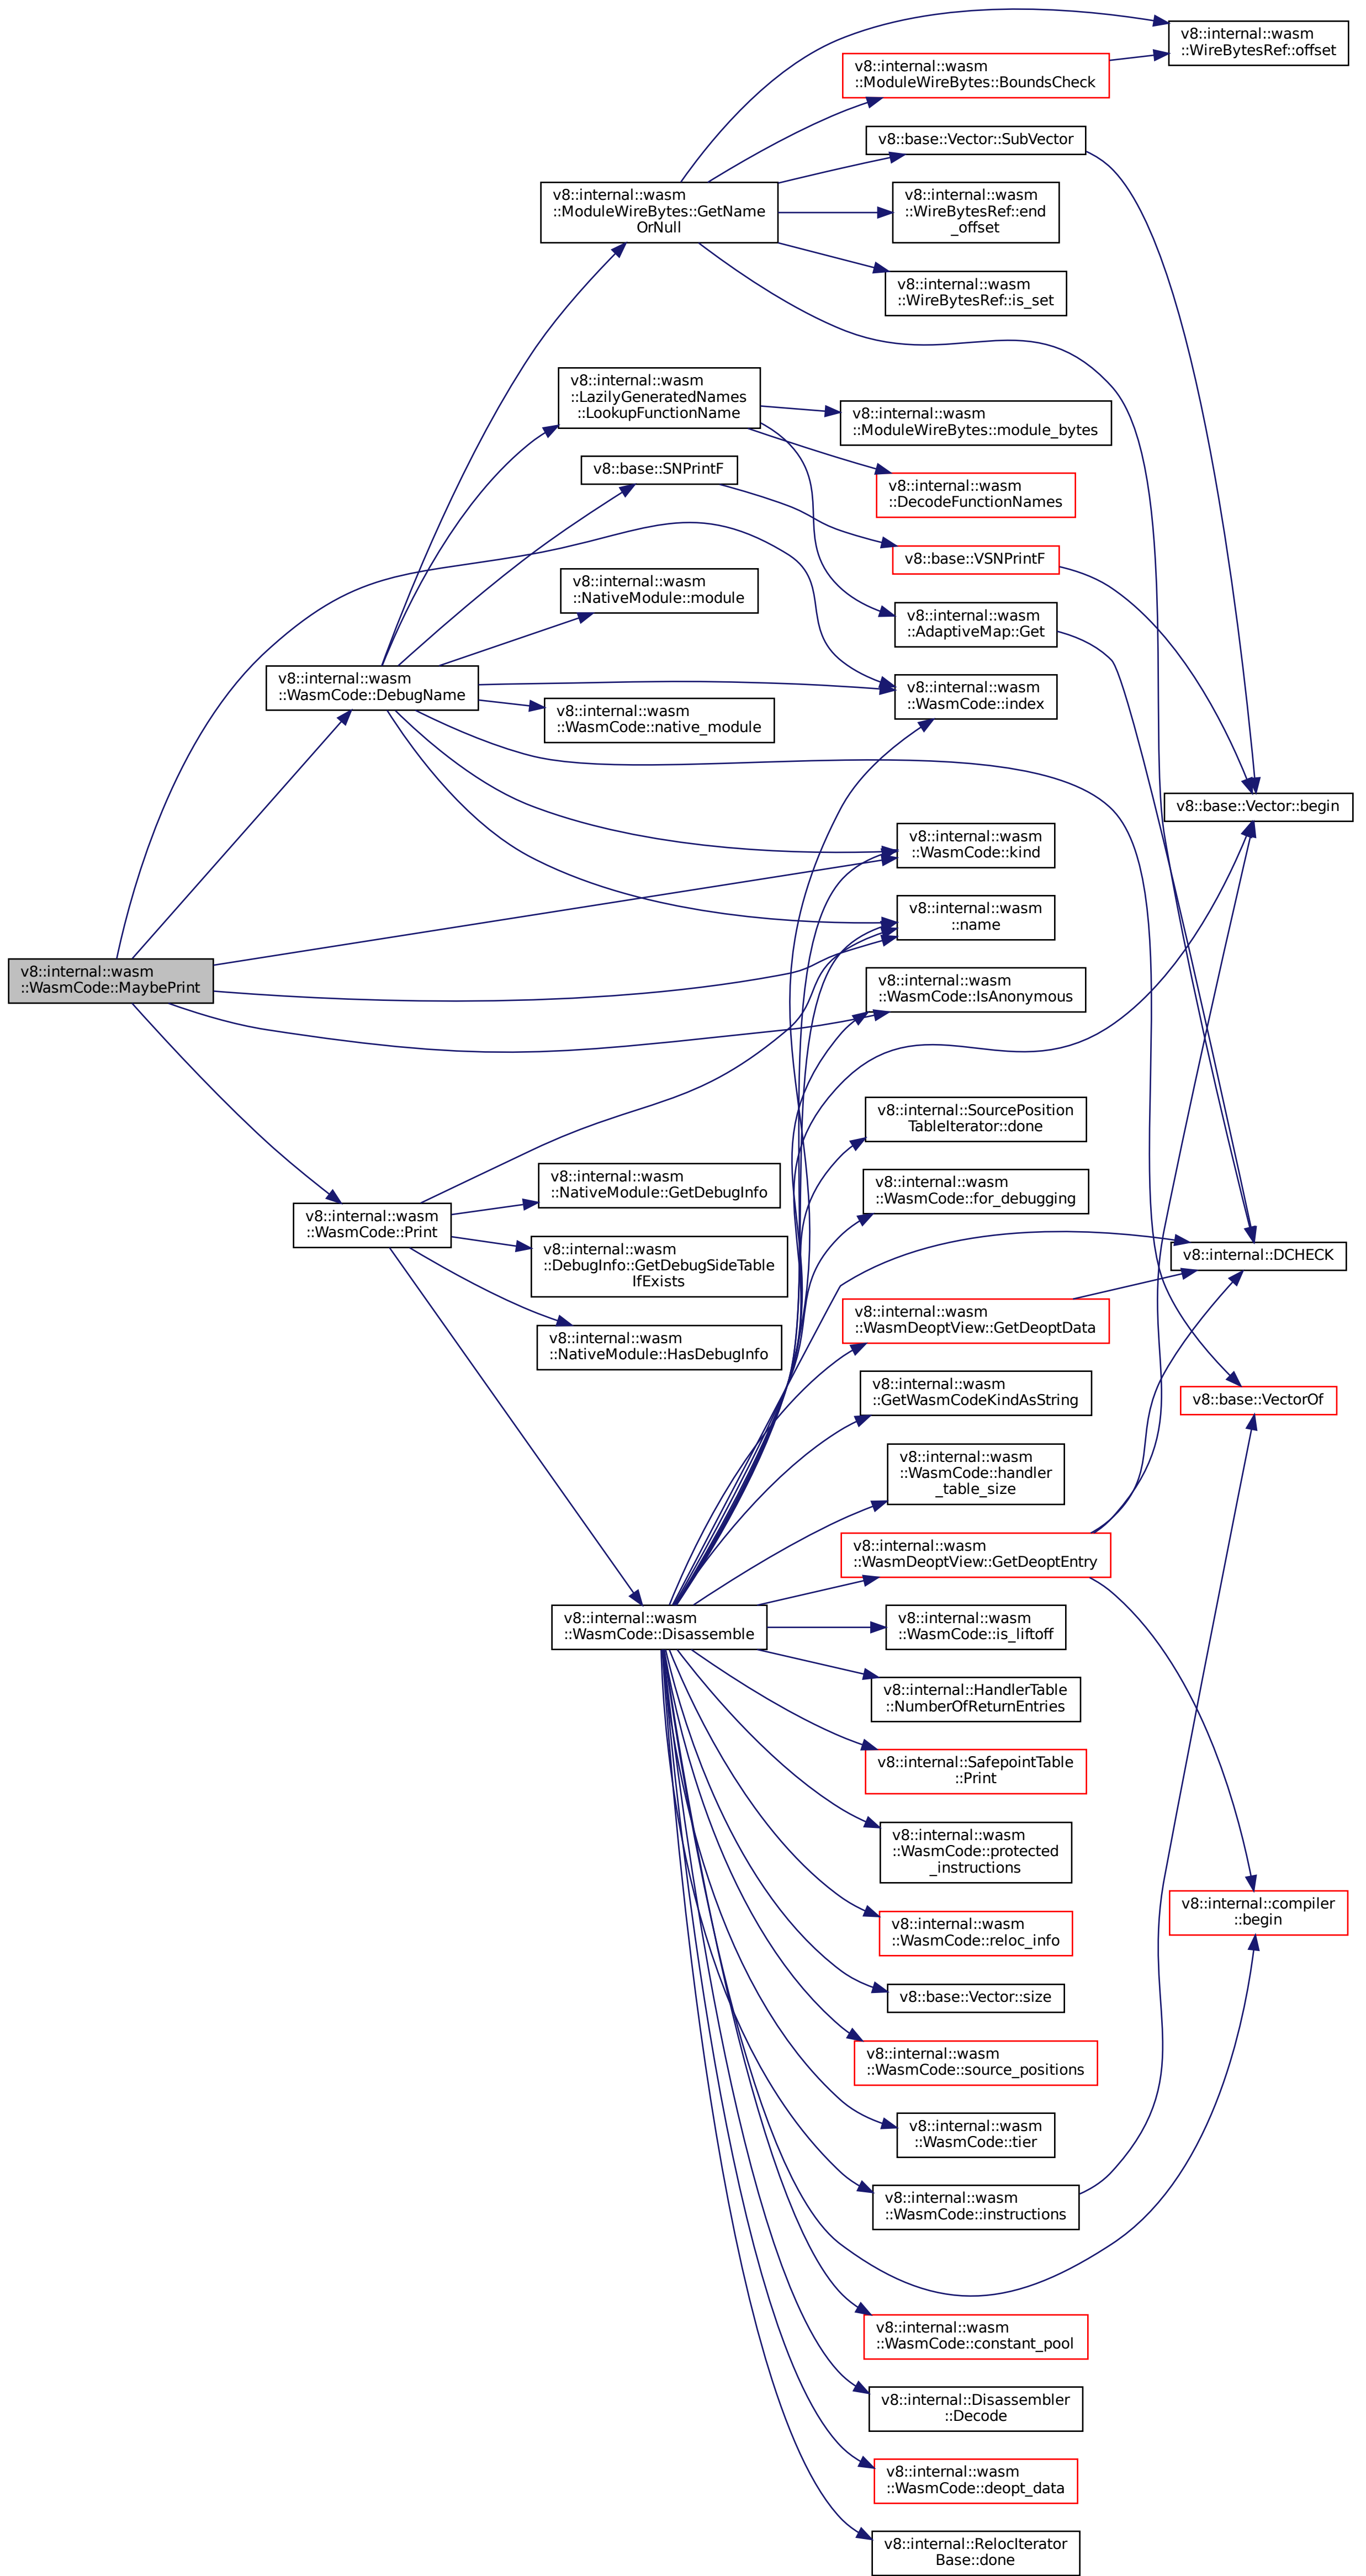 v8::internal::wasm
::WireBytesRef::offset
v8::internal::wasm
::ModuleWireBytes::BoundsCheck
v8::base::Vector::SubVector
v8::internal::wasm
::ModuleWireBytes::GetName
OrNull
v8::internal::wasm
::WireBytesRef::end
_offset
v8::internal::wasm
::WireBytesRef::is_set
v8::internal::wasm
::LazilyGeneratedNames
::LookupFunctionName
v8::internal::wasm
::ModuleWireBytes::module_bytes
v8::base::SNPrintF
v8::internal::wasm
::DecodeFunctionNames
v8::base::VSNPrintF
v8::internal::wasm
::NativeModule::module
v8::internal::wasm
::AdaptiveMap::Get
v8::internal::wasm
::WasmCode::DebugName
v8::internal::wasm
::WasmCode::index
v8::internal::wasm
::WasmCode::native_module
v8::base::Vector::begin
v8::internal::wasm
::WasmCode::kind
v8::internal::wasm
::name
v8::internal::wasm
::WasmCode::MaybePrint
v8::internal::wasm
::WasmCode::IsAnonymous
v8::internal::SourcePosition
TableIterator::done
v8::internal::wasm
::NativeModule::GetDebugInfo
v8::internal::wasm
::WasmCode::for_debugging
v8::internal::wasm
::WasmCode::Print
v8::internal::wasm
::DebugInfo::GetDebugSideTable
IfExists
v8::internal::DCHECK
v8::internal::wasm
::WasmDeoptView::GetDeoptData
v8::internal::wasm
::NativeModule::HasDebugInfo
v8::internal::wasm
::GetWasmCodeKindAsString
v8::base::VectorOf
v8::internal::wasm
::WasmCode::handler
_table_size
v8::internal::wasm
::WasmDeoptView::GetDeoptEntry
v8::internal::wasm
::WasmCode::Disassemble
v8::internal::wasm
::WasmCode::is_liftoff
v8::internal::HandlerTable
::NumberOfReturnEntries
v8::internal::SafepointTable
::Print
v8::internal::wasm
::WasmCode::protected
_instructions
v8::internal::compiler
::begin
v8::internal::wasm
::WasmCode::reloc_info
v8::base::Vector::size
v8::internal::wasm
::WasmCode::source_positions
v8::internal::wasm
::WasmCode::tier
v8::internal::wasm
::WasmCode::instructions
v8::internal::wasm
::WasmCode::constant_pool
v8::internal::Disassembler
::Decode
v8::internal::wasm
::WasmCode::deopt_data
v8::internal::RelocIterator
Base::done